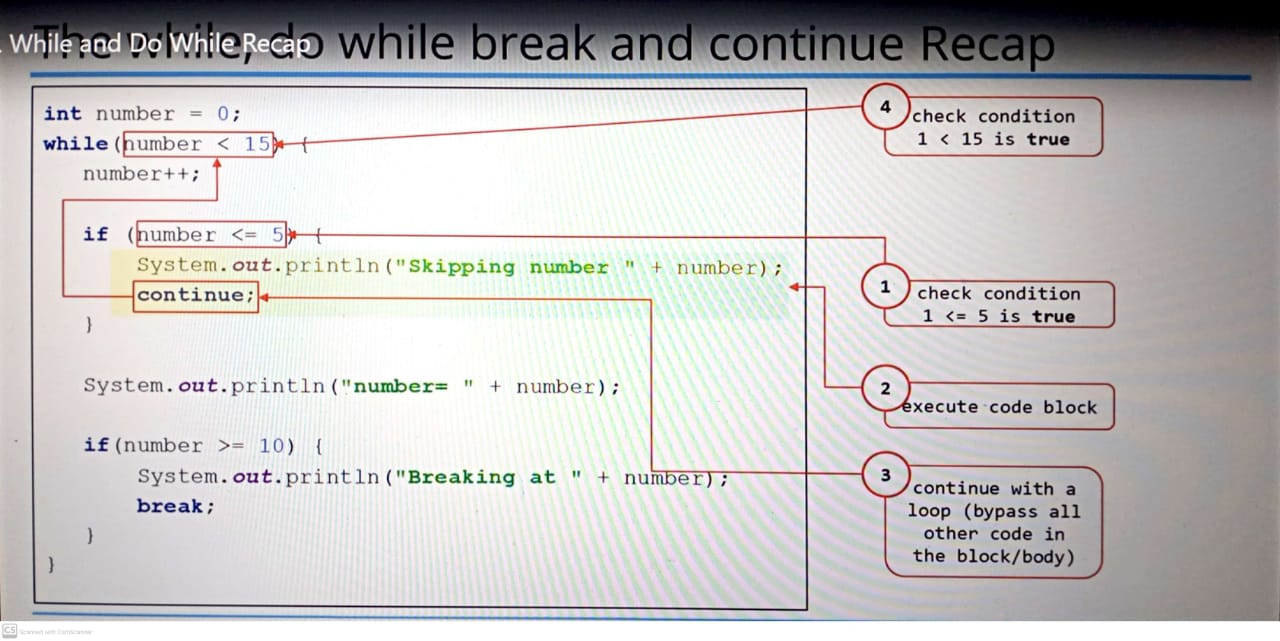 The while, do while break and continue Recap
. While and Do While Recap
int number = 0;
while(number < 15) {
number++;
if (number <= 5) {
System.out.println("Skipping number " + number);
continue;
}
System.out.println("number= " + number);
if(number >= 10) {
System.out.println("Breaking at " + number);
break;
}
}
4
check condition
1 < 15 is true
1
check condition
1 <= 5 is true
2
execute code block
3
continue with a
loop (bypass all
other code in
the block/body)
CS Scanned with CamScanner